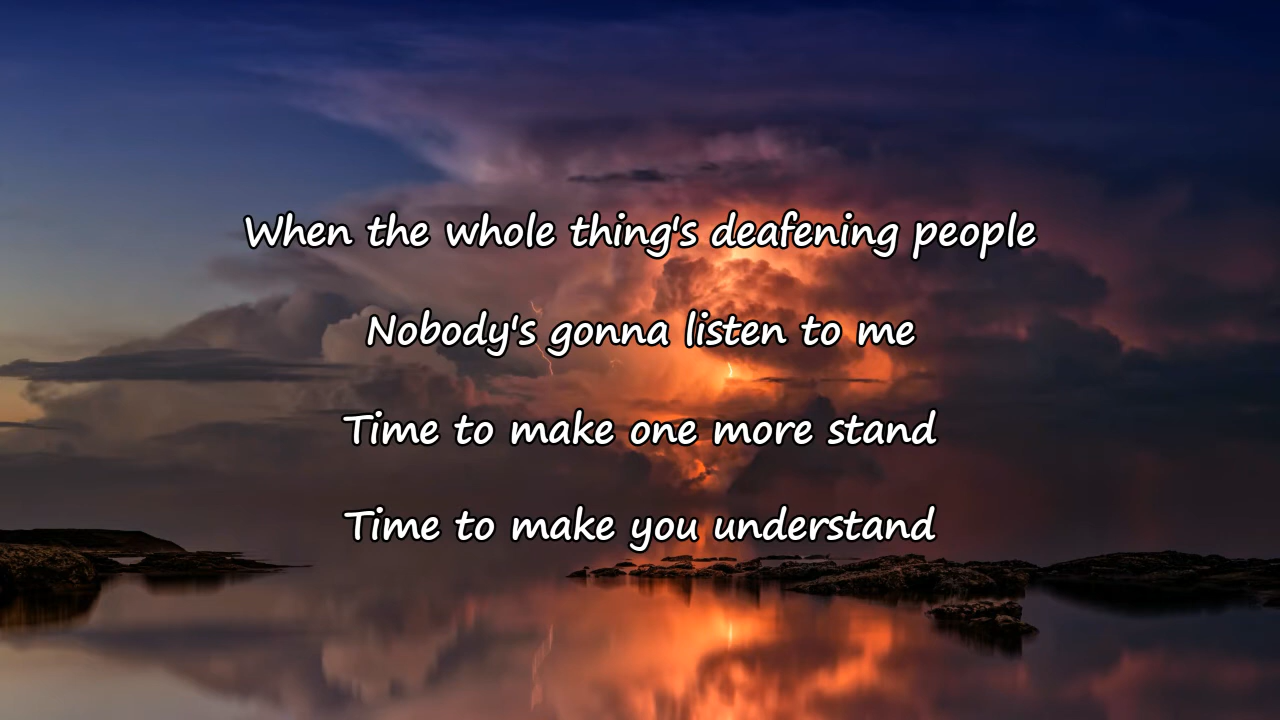 When the whole thing's deafening people
Nobody's gonna listen to me
Time to make one more stand
Time to make you understand